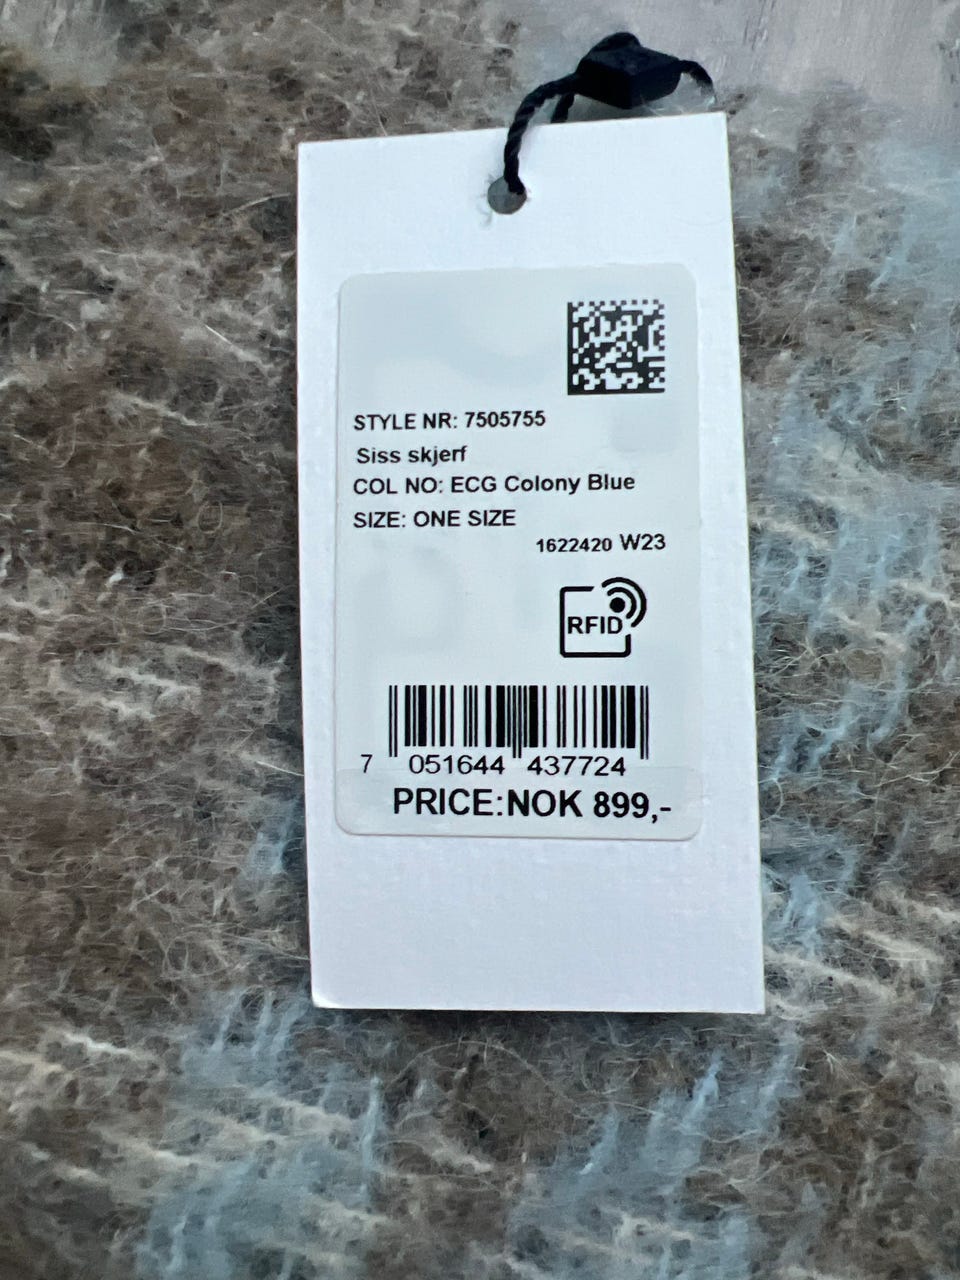 STYLE NR: 7505755
Siss skjerf
COL NO: ECG Colony Blue
SIZE: ONE SIZE
1622420 W23
RFID
7 051644 437724
PRICE:NOK 899,-